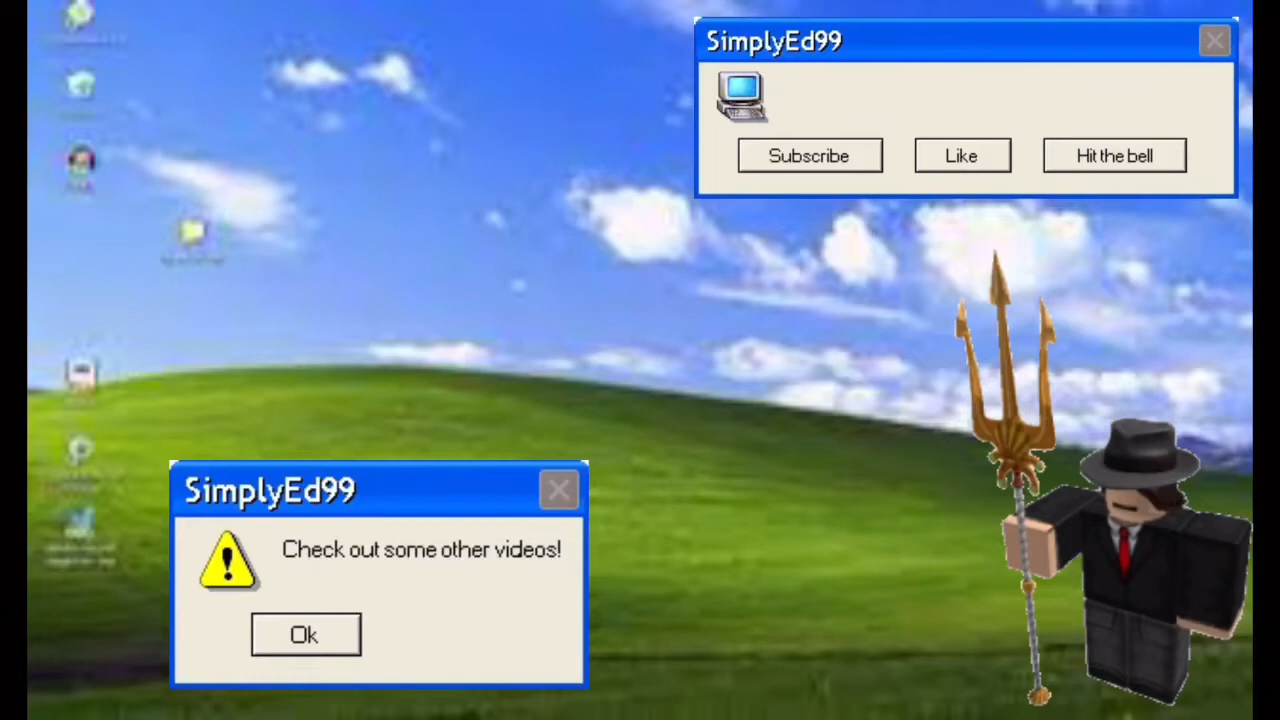 SimplyEd99
Subscribe
Like
Hit the bell
SimplyEd99
Check out some other videos!
Ok